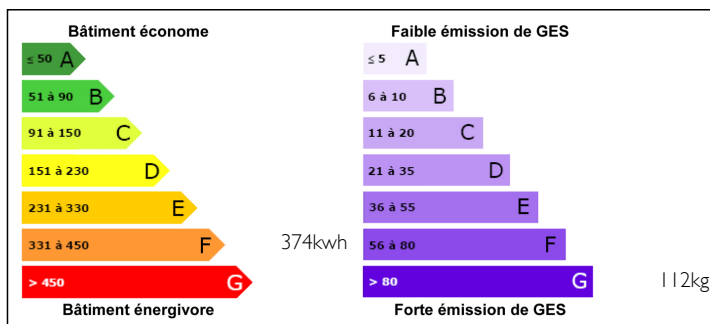 Bâtiment économe
≤ 50 A
51 à 90 B
91 à 150 C
151 à 230 D
231 à 330 E
331 à 450 F 374kwh
> 450 G
Bâtiment énergivore
Faible émission de GES
≤ 5 A
6 à 10 B
11 à 20 C
21 à 35 D
36 à 55 E
56 à 80 F
> 80 G 112kg
Forte émission de GES